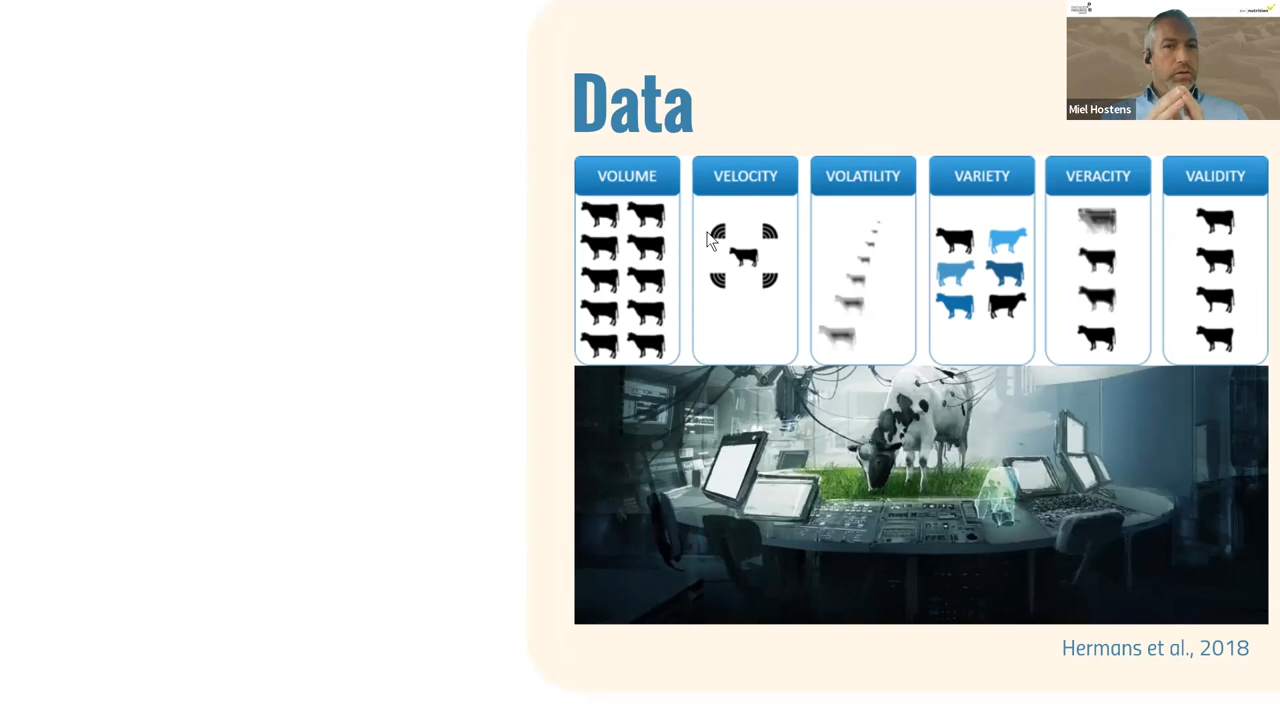 Data
Miel Hostens
VOLUME
VELOCITY
VOLATILITY
VARIETY
VERACITY
VALIDITY
Hermans et al., 2018